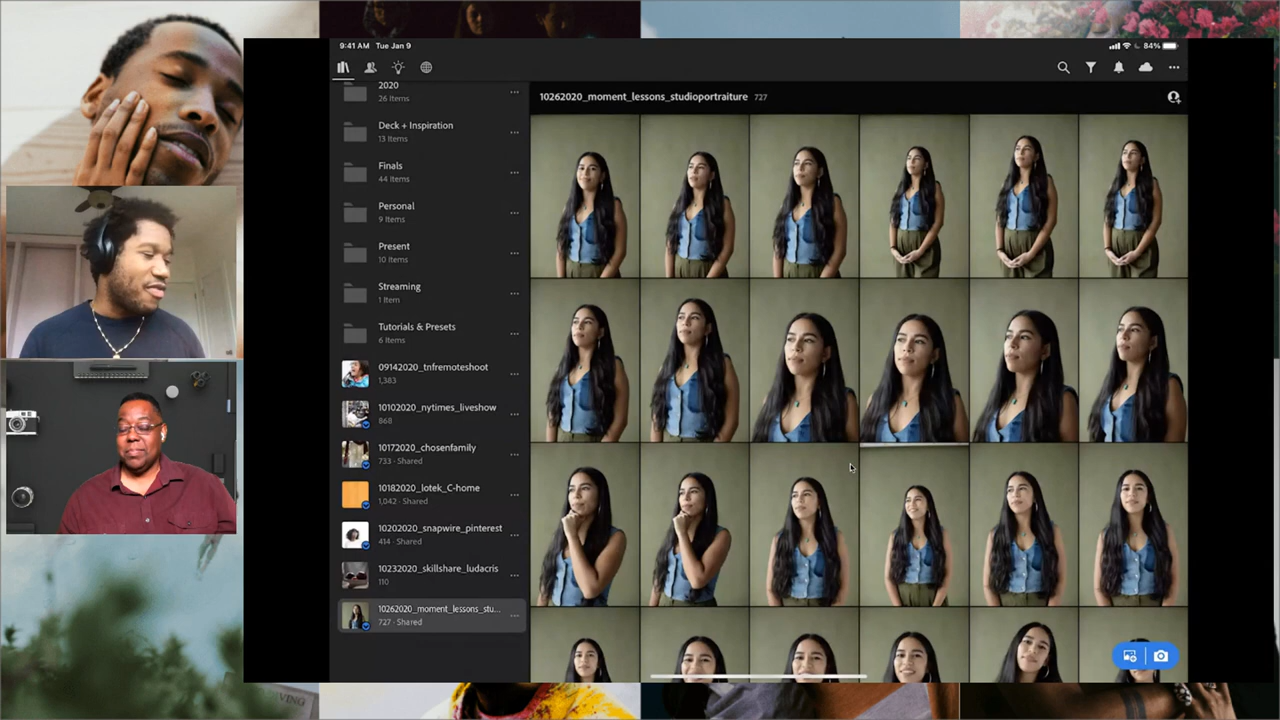 9:41 AM Tue Jan 9
84%
2020
26 Items
Deck + Inspiration
13 Items
Finals
44 Items
Personal
9 Items
Present
10 Items
Streaming
1 Item
Tutorials & Presets
6 Items
09142020_tnfremoteshoot
1,383
10102020_nytimes_liveshow
868
10172020_chosenfamily
733 · Shared
10182020_lotek_C-home
1,042 · Shared
10202020_snapwire_pinterest
414 · Shared
10232020_skillshare_ludacris
110
10262020_moment_lessons_stu...
727 · Shared
10262020_moment_lessons_studioportraiture 727
VING